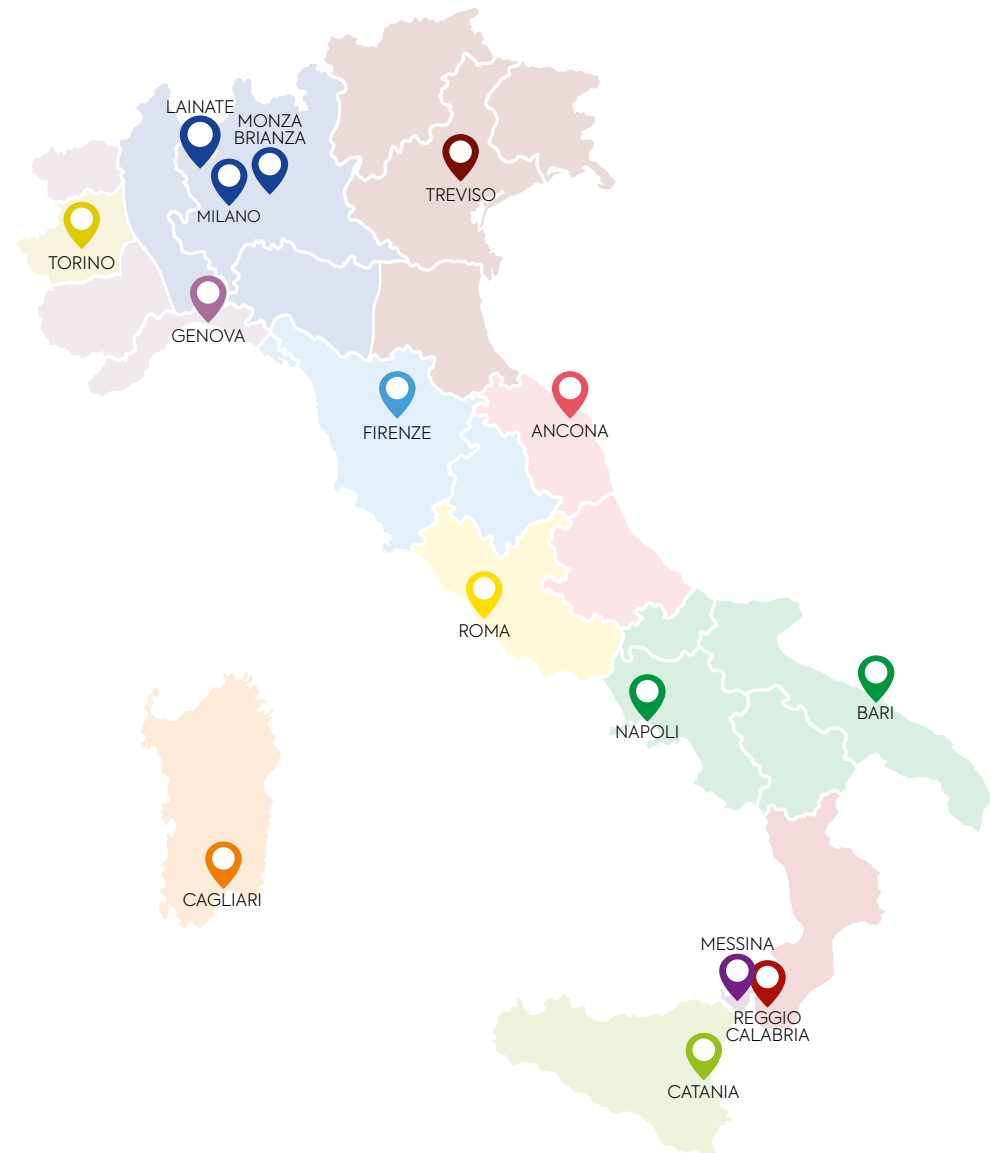 LAINATE
MONZA
BRIANZA
TREVISO
MILANO
TORINO
GENOVA
FIRENZE
ANCONA
ROMA
BARI
NAPOLI
CAGLIARI
MESSINA
REGGIO
CALABRIA
CATANIA